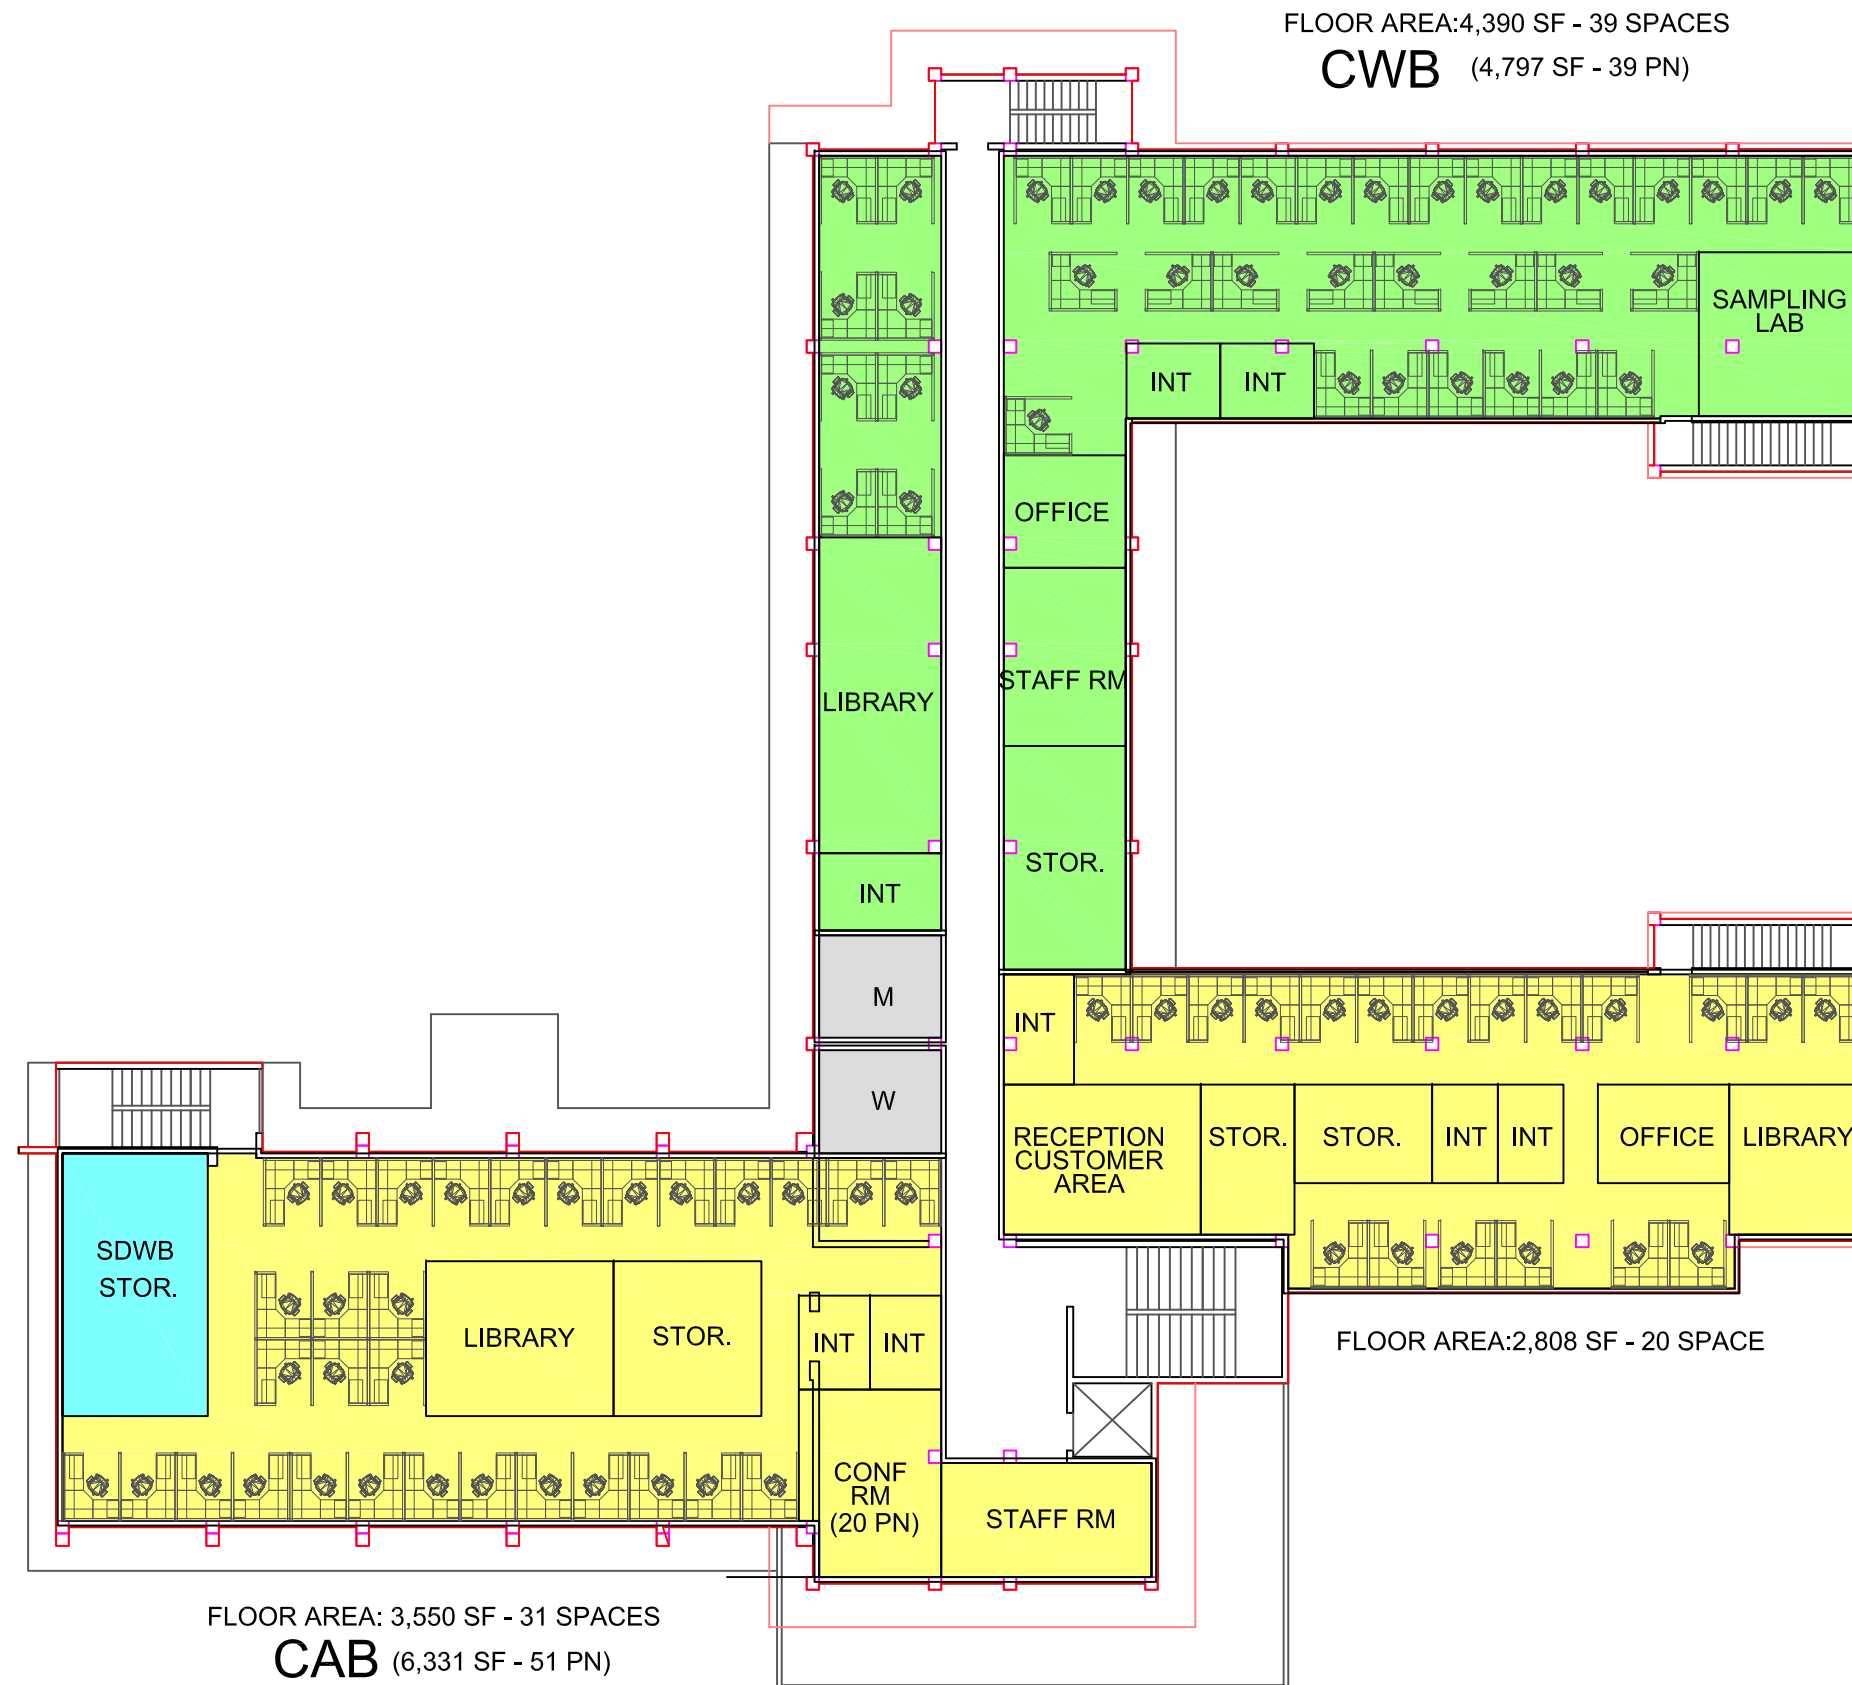 FLOOR AREA:4,390 SF - 39 SPACES
CWB (4,797 SF - 39 PN)
SAMPLING
LAB
INT
INT
OFFICE
STAFF RM
LIBRARY
STOR.
INT
M
W
INT
RECEPTION
CUSTOMER
AREA
STOR.
STOR.
INT
INT
OFFICE
LIBRARY
SDWB
STOR.
LIBRARY
STOR.
INT
INT
FLOOR AREA:2,808 SF - 20 SPACE
CONF
RM
(20 PN)
STAFF RM
FLOOR AREA: 3,550 SF - 31 SPACES
CAB (6,331 SF - 51 PN)